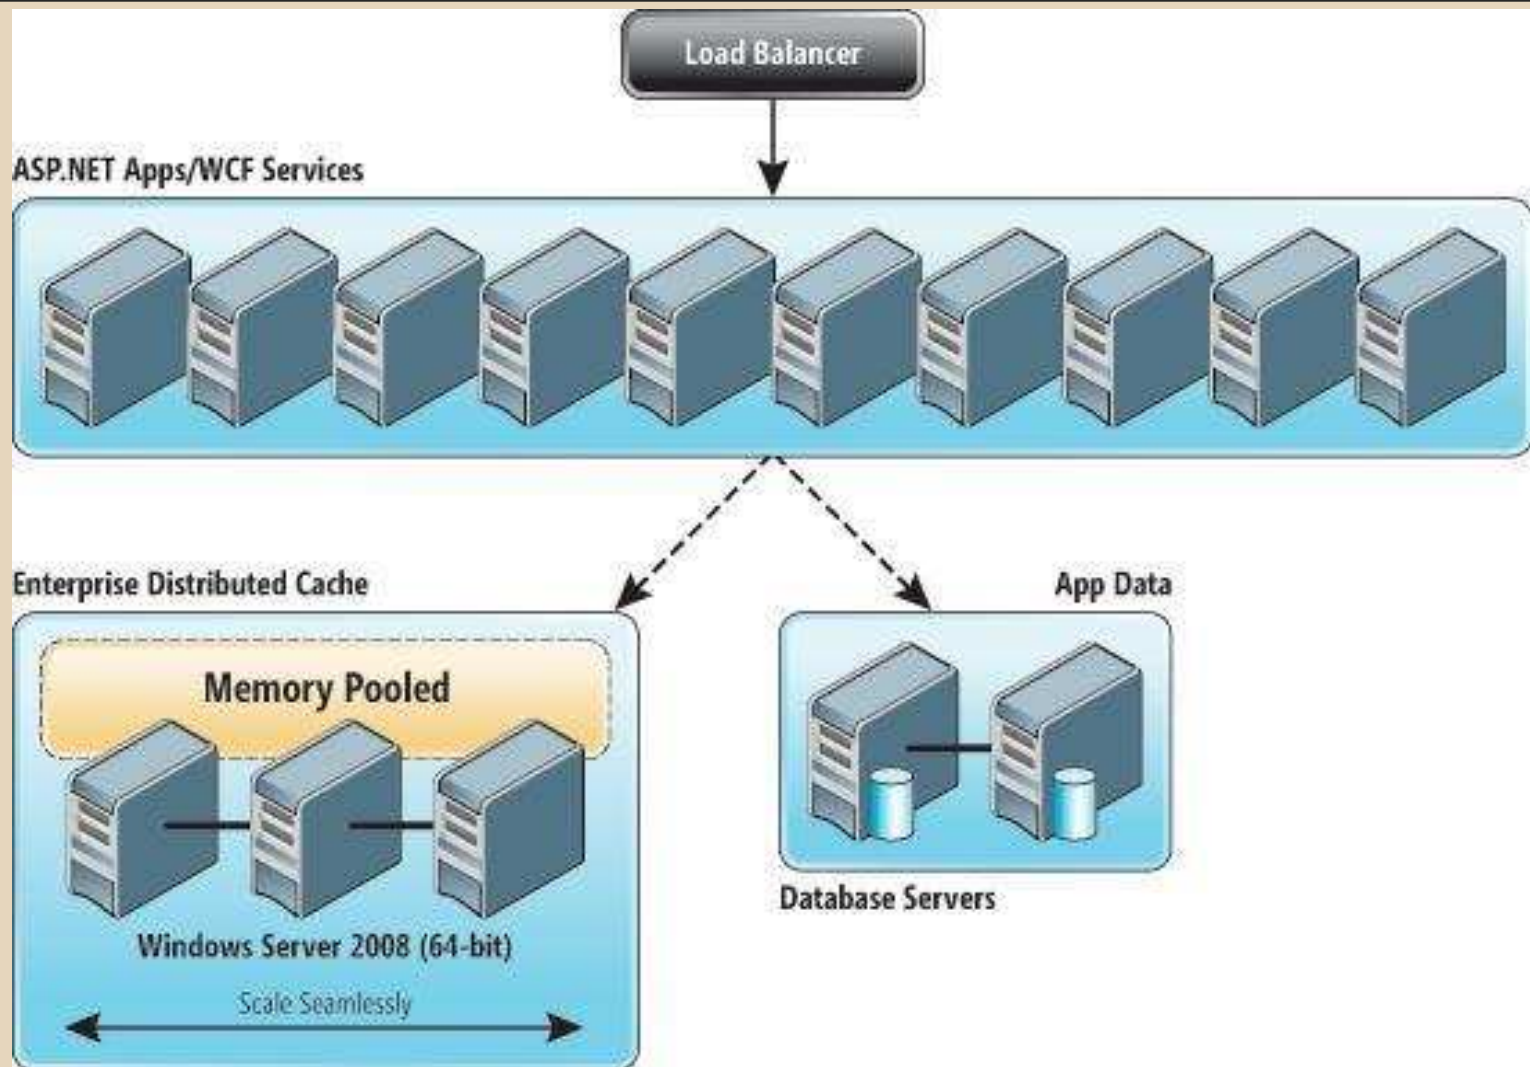 Load Balancer
ASP.NET Apps/WCF Services
Enterprise Distributed Cache
App Data
Memory Pooled
Database Servers
Windows Server 2008 (64-bit)
Scale Seamlessly